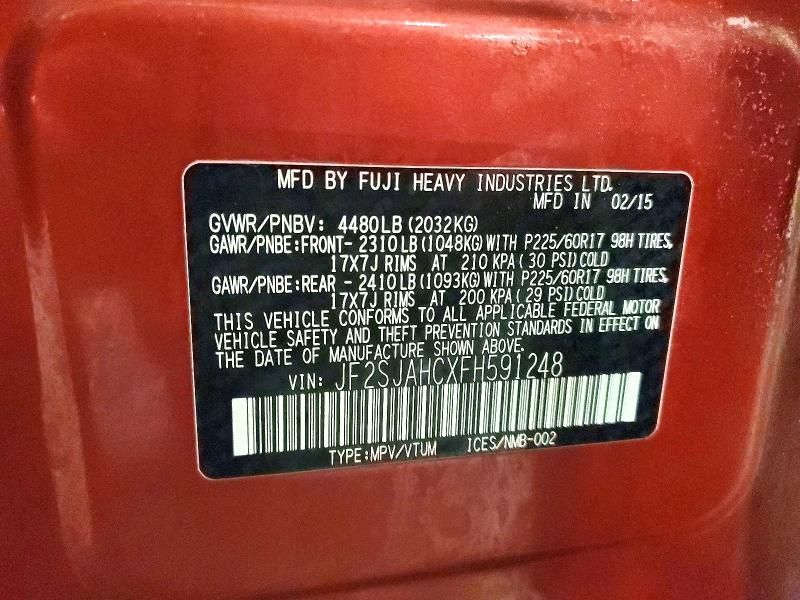 MFD BY FUJI HEAVY INDUSTRIES LTD.
MFD IN 02/15
GVWR/PNBV: 4480LB (2032KG)
GAWR/PNBE:FRONT- 2310LB (1048KG) WITH P225/60R17 98H TIRES,
17X7J RIMS AT 210 KPA (30 PSI) COLD
GAWR/PNBE:REAR - 2410LB (1093KG) WITH P225/60R17 98H TIRES,
17X7J RIMS AT 200 KPA (29 PSI) COLD
THIS VEHICLE CONFORMS TO ALL APPLICABLE FEDERAL MOTOR
VEHICLE SAFETY AND THEFT PREVENTION STANDARDS IN EFFECT ON
THE DATE OF MANUFACTURE SHOWN ABOVE.
VIN: JF2SJAHCXFH591248
TYPE:MPV/VTUM ICES/NMB-002